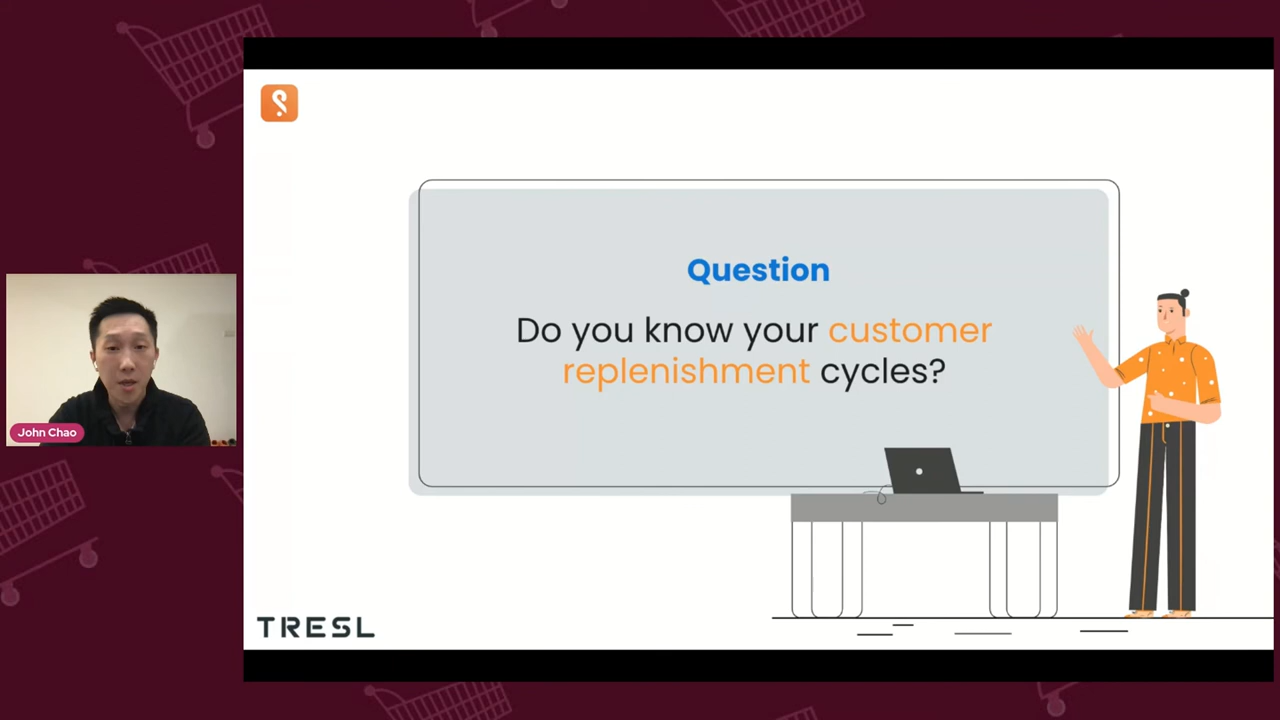 Question
Do you know your customer
replenishment cycles?
John Chao
TRESL